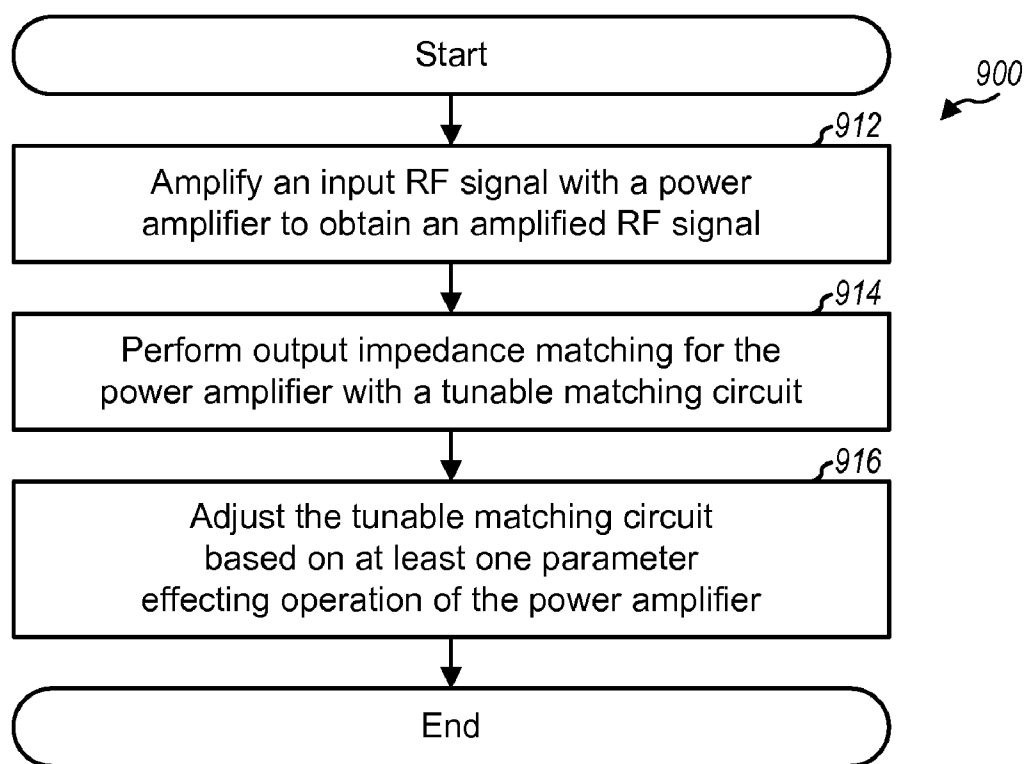 Start
900
912
Amplify an input RF signal with a power
amplifier to obtain an amplified RF signal
914
Perform output impedance matching for the
power amplifier with a tunable matching circuit
916
Adjust the tunable matching circuit
based on at least one parameter
effecting operation of the power amplifier
End